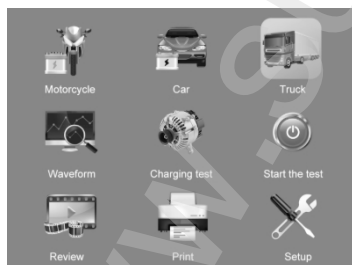 Motorcycle Car Truck
Waveform Charging test Start the test
Review Print Setup